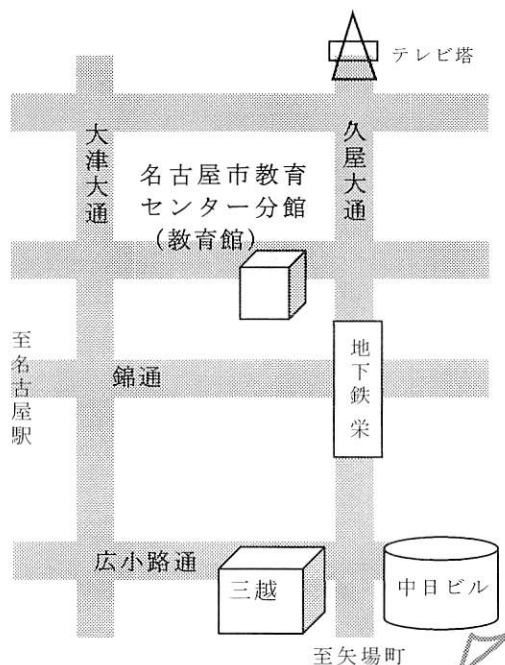 テレビ塔
大津大通
久屋大通
名古屋市教育
センター分館
（教育館）
至名古屋駅
錦通
地下鉄 栄
広小路通
三越
中日ビル
至矢場町